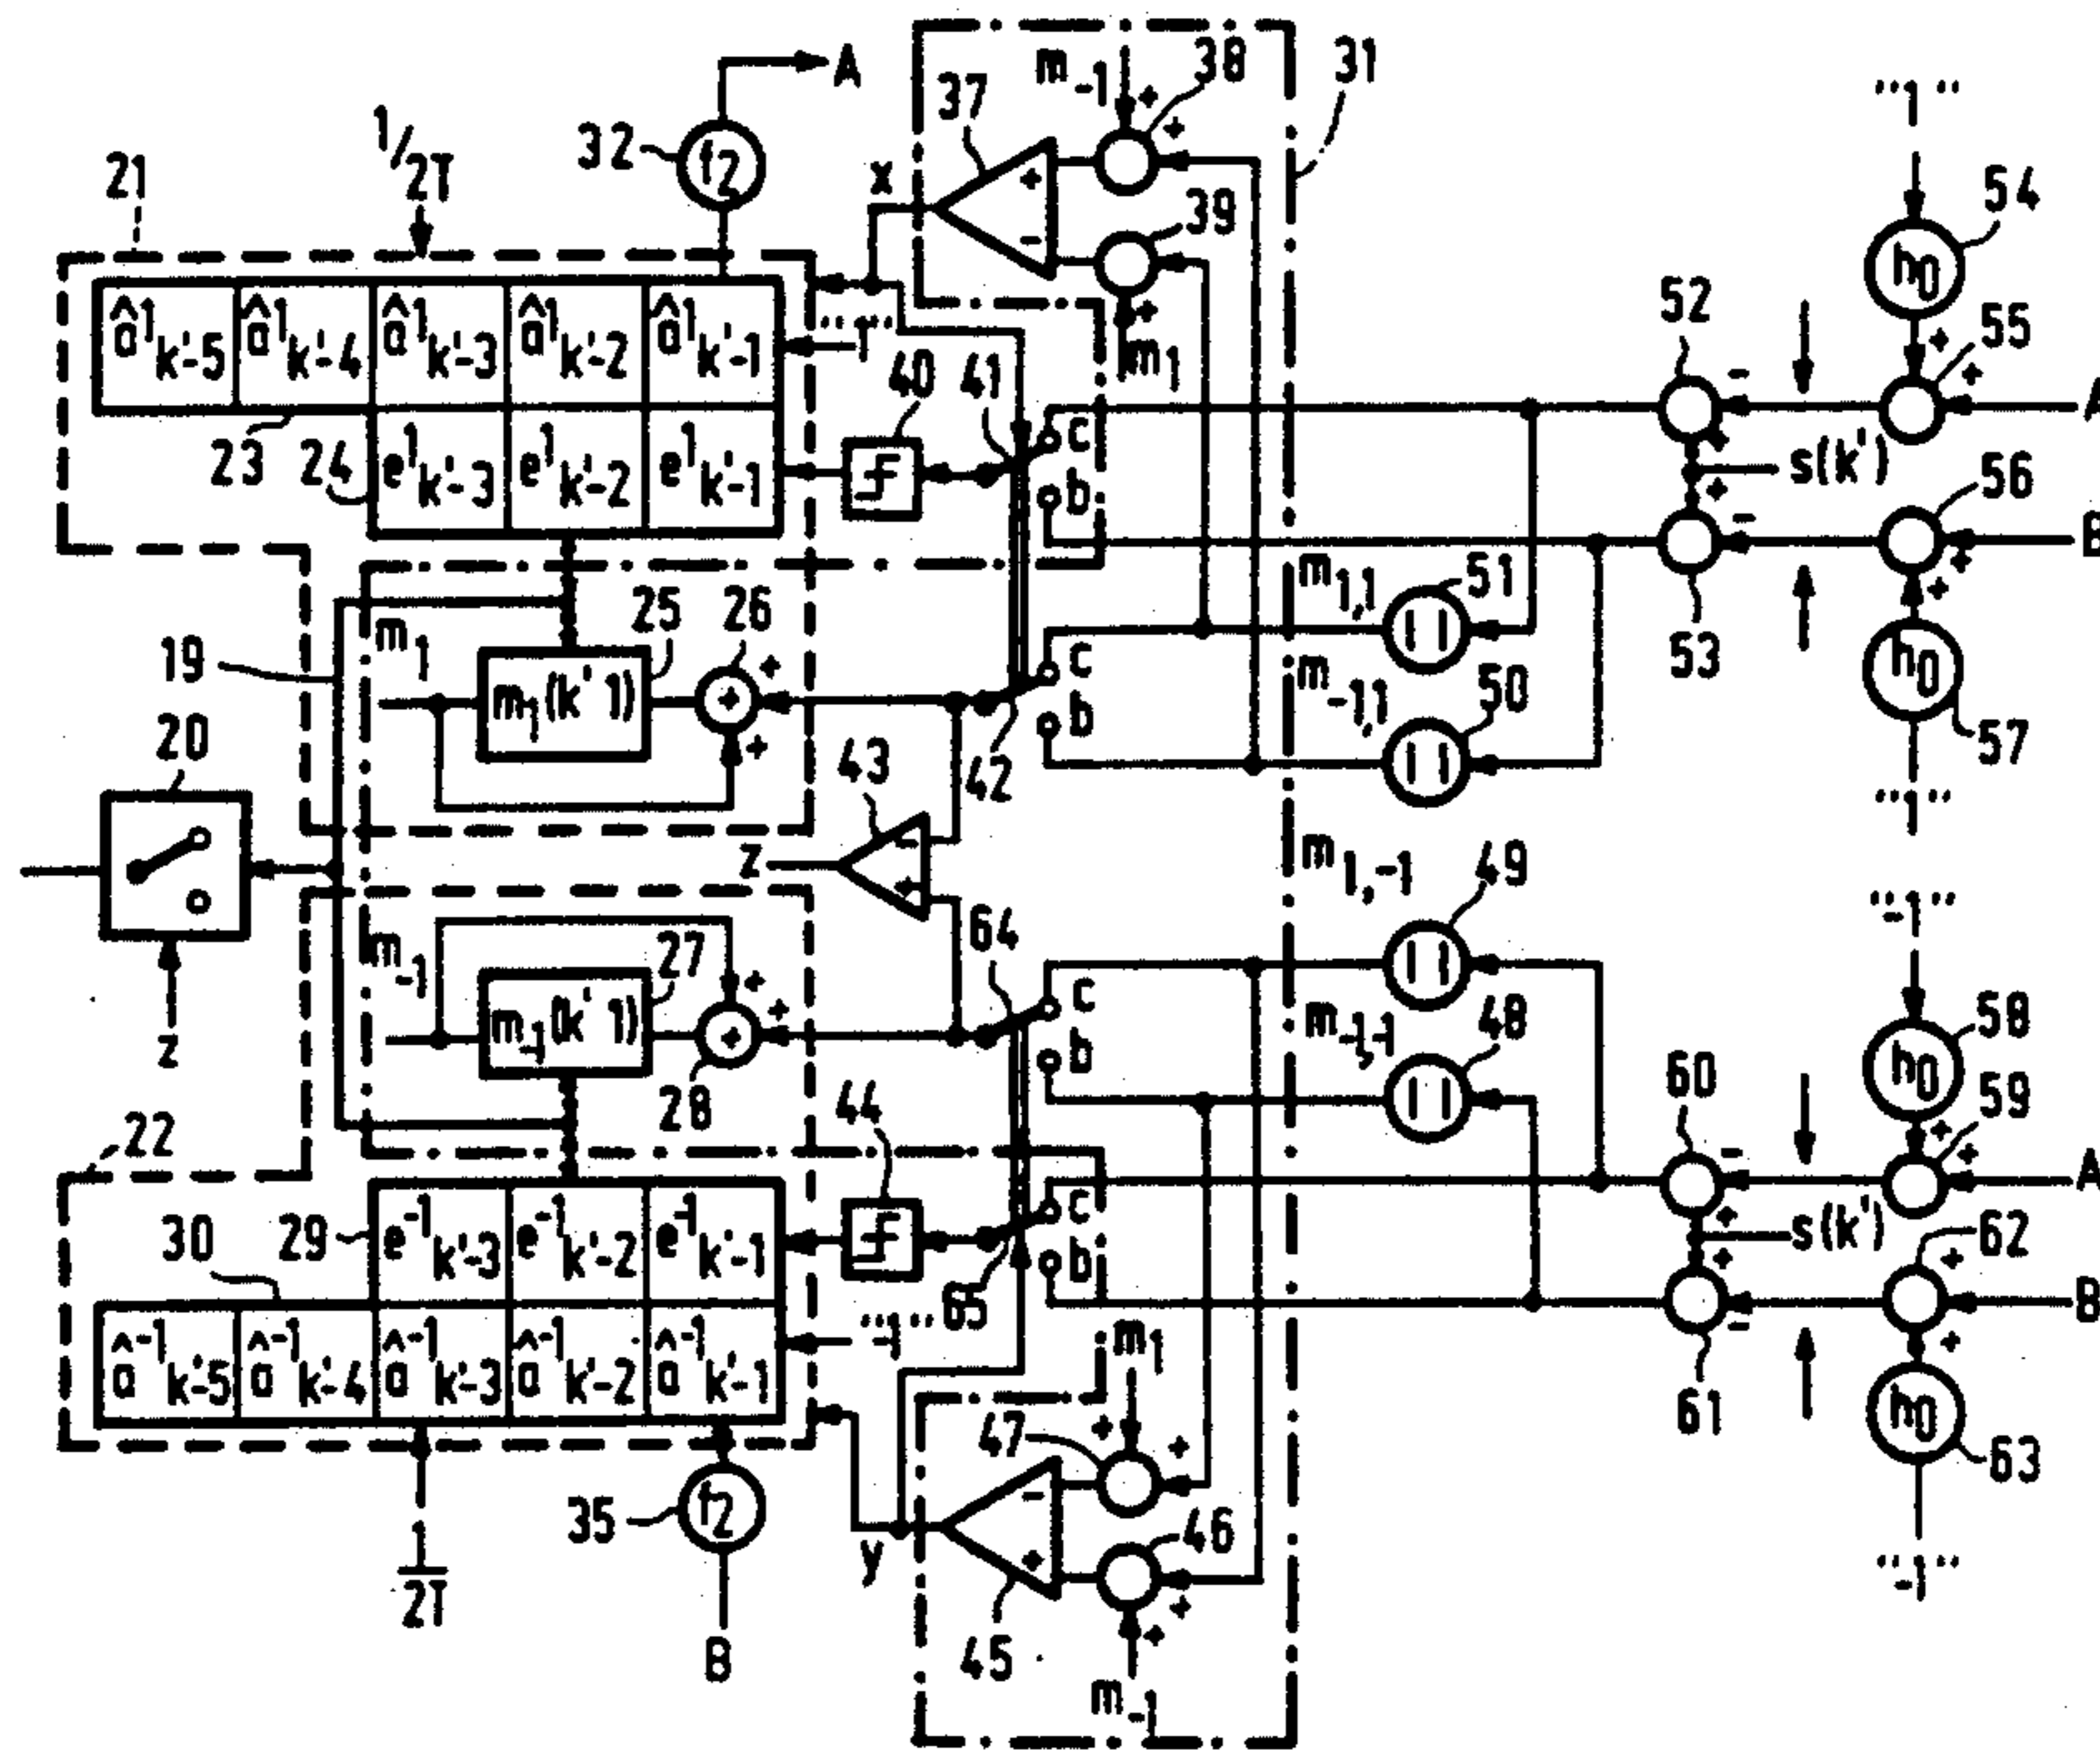 m-1 38 31
37 "1"
A
1/2T 32 f2 x
21 39 54
+ - + h0
52 55
â¹k'-5 â¹k'-4 â¹k'-3 â¹k'-2 â¹k'-1 "1" m1
40 41 - + A
23 24 e¹k'-3 e¹k'-2 e¹k'-1 c s(k') 56
b + - B
m1,1 51
25 26 53
19 m1 c h0
m1(k'1) + m-1,1 50
20 b 57
43 42 "1"
z - +
m1,-1 49
64 "-1"
m-1 27 c 58
m-1(k'1) + m-1,-1 48 h0
z b 60 59
28 44
22 - + A
30 29 e-1k'-3 e-1k'-2 e-1k'-1 c s(k') 62
b B
65
"-1" m1
â-1k'-5 â-1k'-4 â-1k'-3 â-1k'-2 â-1k'-1
61 h0
47 63
35 f2 - +
y 46 "-1"
1/2T
45
B
m-1